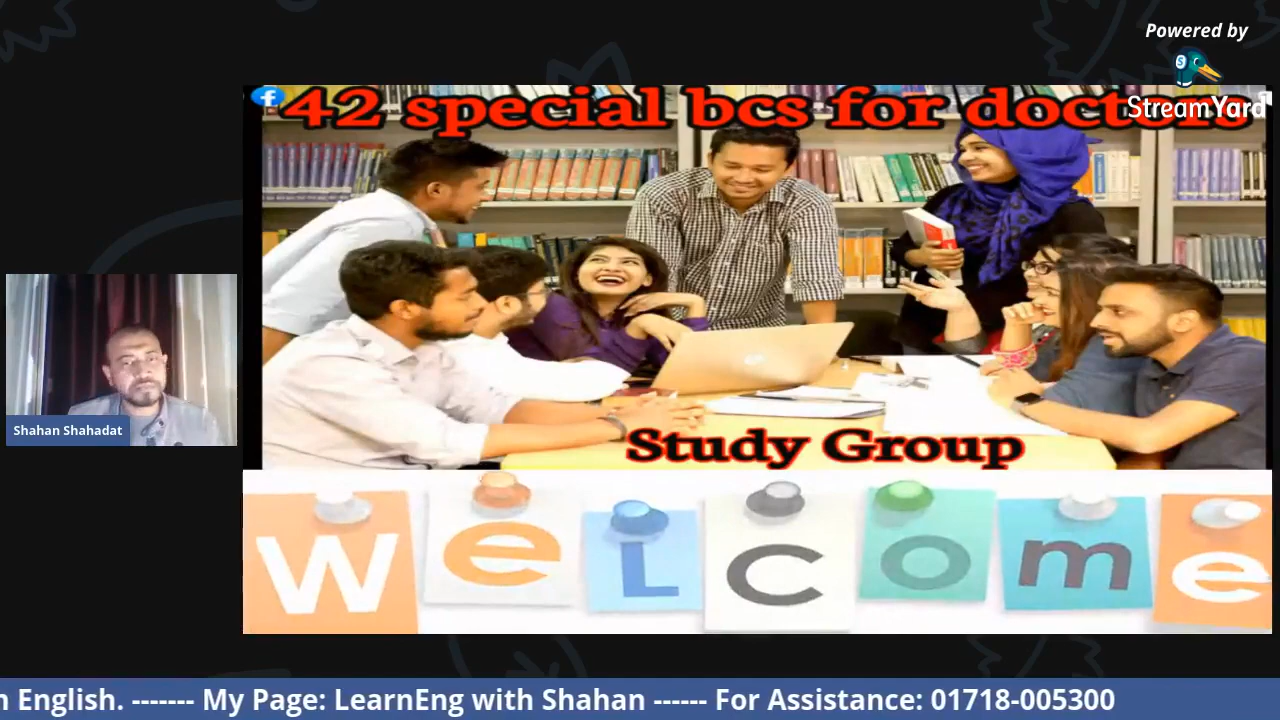 Powered by
StreamYard
42 special bcs for doctors
Study Group
Shahan Shahadat
weLcome
n English. ------- My Page: LearnEng with Shahan ------ For Assistance: 01718-005300